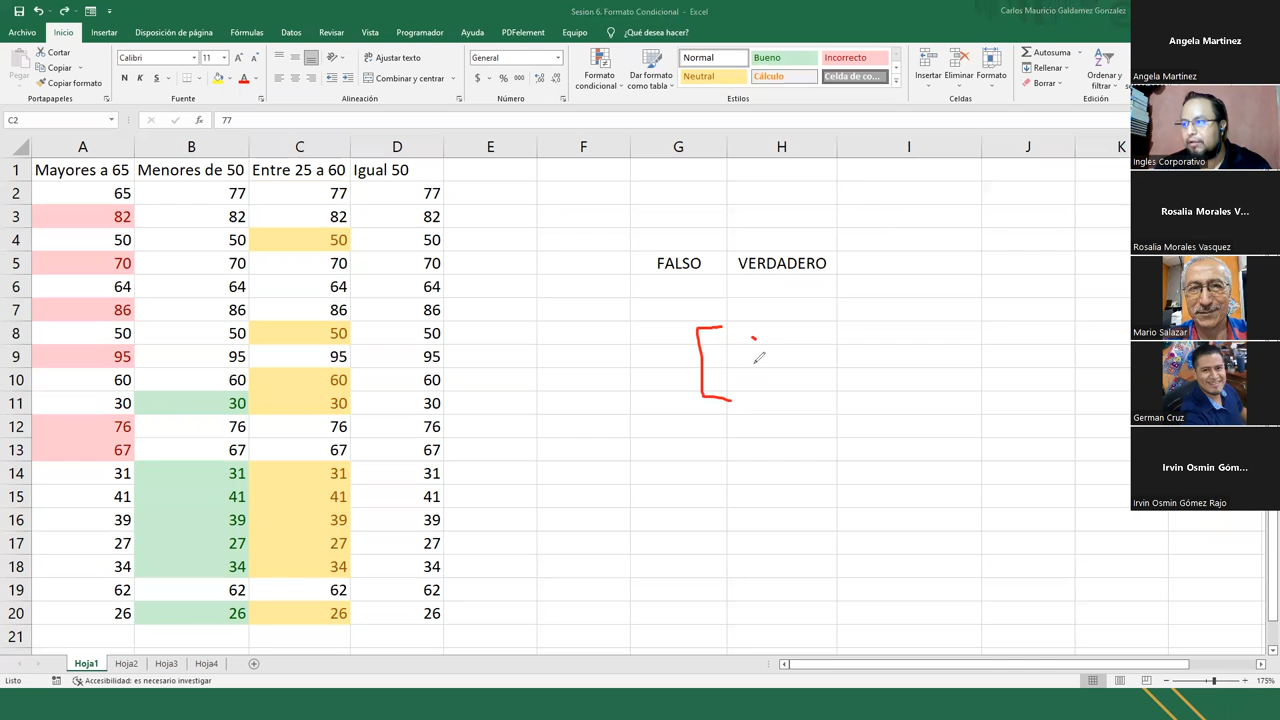 Sesion 6. Formato Condicional - Excel
Carlos Mauricio Galdamez Gonzalez
Archivo Inicio Insertar Disposición de página Fórmulas Datos Revisar Vista Programador Ayuda PDFelement Equipo ¿Qué desea hacer?
Pegar
Cortar
Copiar
Copiar formato
Portapapeles
Calibri 11
N K S
Fuente
Ajustar texto
Combinar y centrar
Alineación
General
$ % 000
Número
Formato condicional
Dar formato como tabla
Normal Bueno Incorrecto
Neutral Cálculo Celda de co...
Estilos
Insertar Eliminar Formato
Celdas
Autosuma
Rellenar
Borrar
Ordenar y filtrar
Edición
C2 fx 77
A B C D E F G H I J K
1 Mayores a 65 Menores de 50 Entre 25 a 60 Igual 50
2 65 77 77 77
3 82 82 82 82
4 50 50 50 50
5 70 70 70 70 FALSO VERDADERO
6 64 64 64 64
7 86 86 86 86
8 50 50 50 50
9 95 95 95 95
10 60 60 60 60
11 30 30 30 30
12 76 76 76 76
13 67 67 67 67
14 31 31 31 31
15 41 41 41 41
16 39 39 39 39
17 27 27 27 27
18 34 34 34 34
19 62 62 62 62
20 26 26 26 26
21
Hoja1 Hoja2 Hoja3 Hoja4
Listo Accesibilidad: es necesario investigar 175%
Angela Martinez
Angela Martinez
Ingles Corporativo
Rosalia Morales V...
Rosalia Morales Vasquez
Mario Salazar
German Cruz
Irvin Osmin Góm...
Irvin Osmin Gómez Rajo